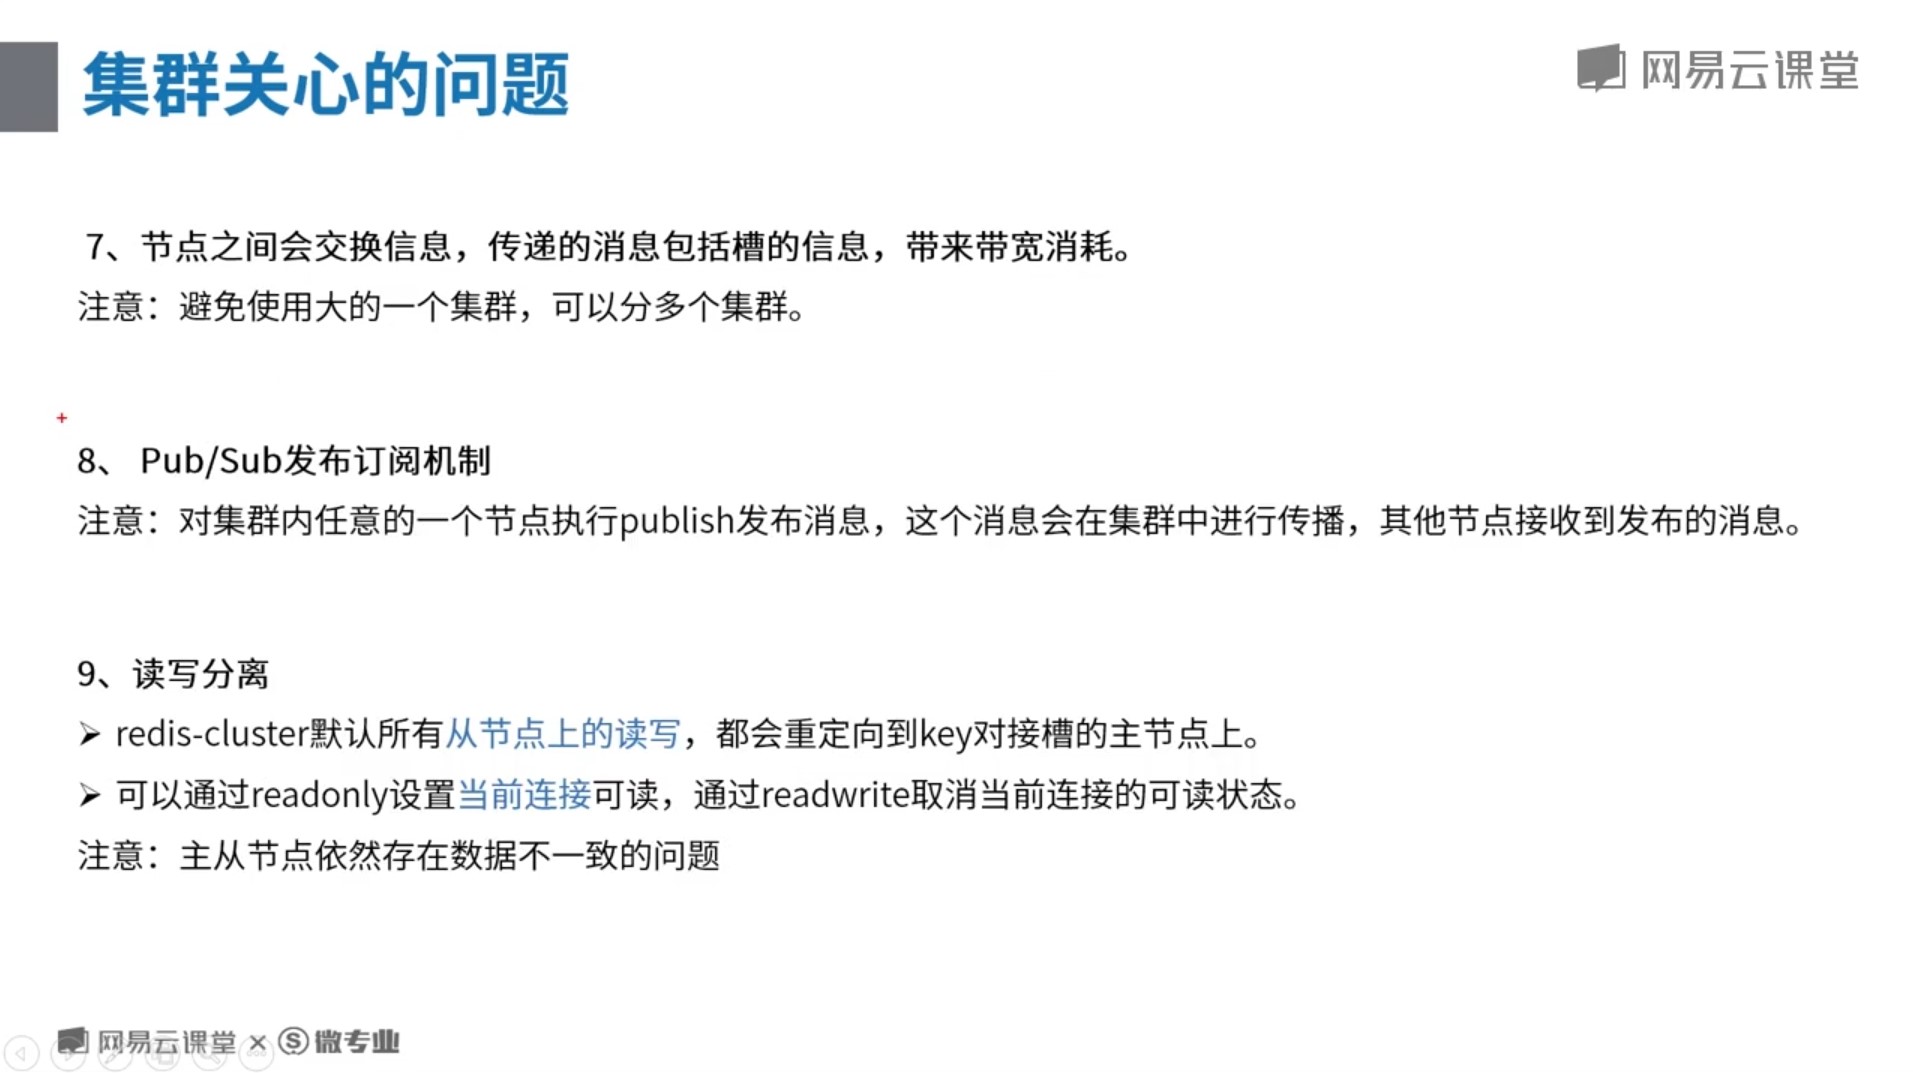 集群关心的问题
网易云课堂
7、节点之间会交换信息，传递的消息包括槽的信息，带来带宽消耗。
注意：避免使用大的一个集群，可以分多个集群。
8、 Pub/Sub发布订阅机制
注意：对集群内任意的一个节点执行publish发布消息，这个消息会在集群中进行传播，其他节点接收到发布的消息。
9、读写分离
➢ redis-cluster默认所有从节点上的读写，都会重定向到key对接槽的主节点上。
➢ 可以通过readonly设置当前连接可读，通过readwrite取消当前连接的可读状态。
注意：主从节点依然存在数据不一致的问题
网易云课堂 × 微专业